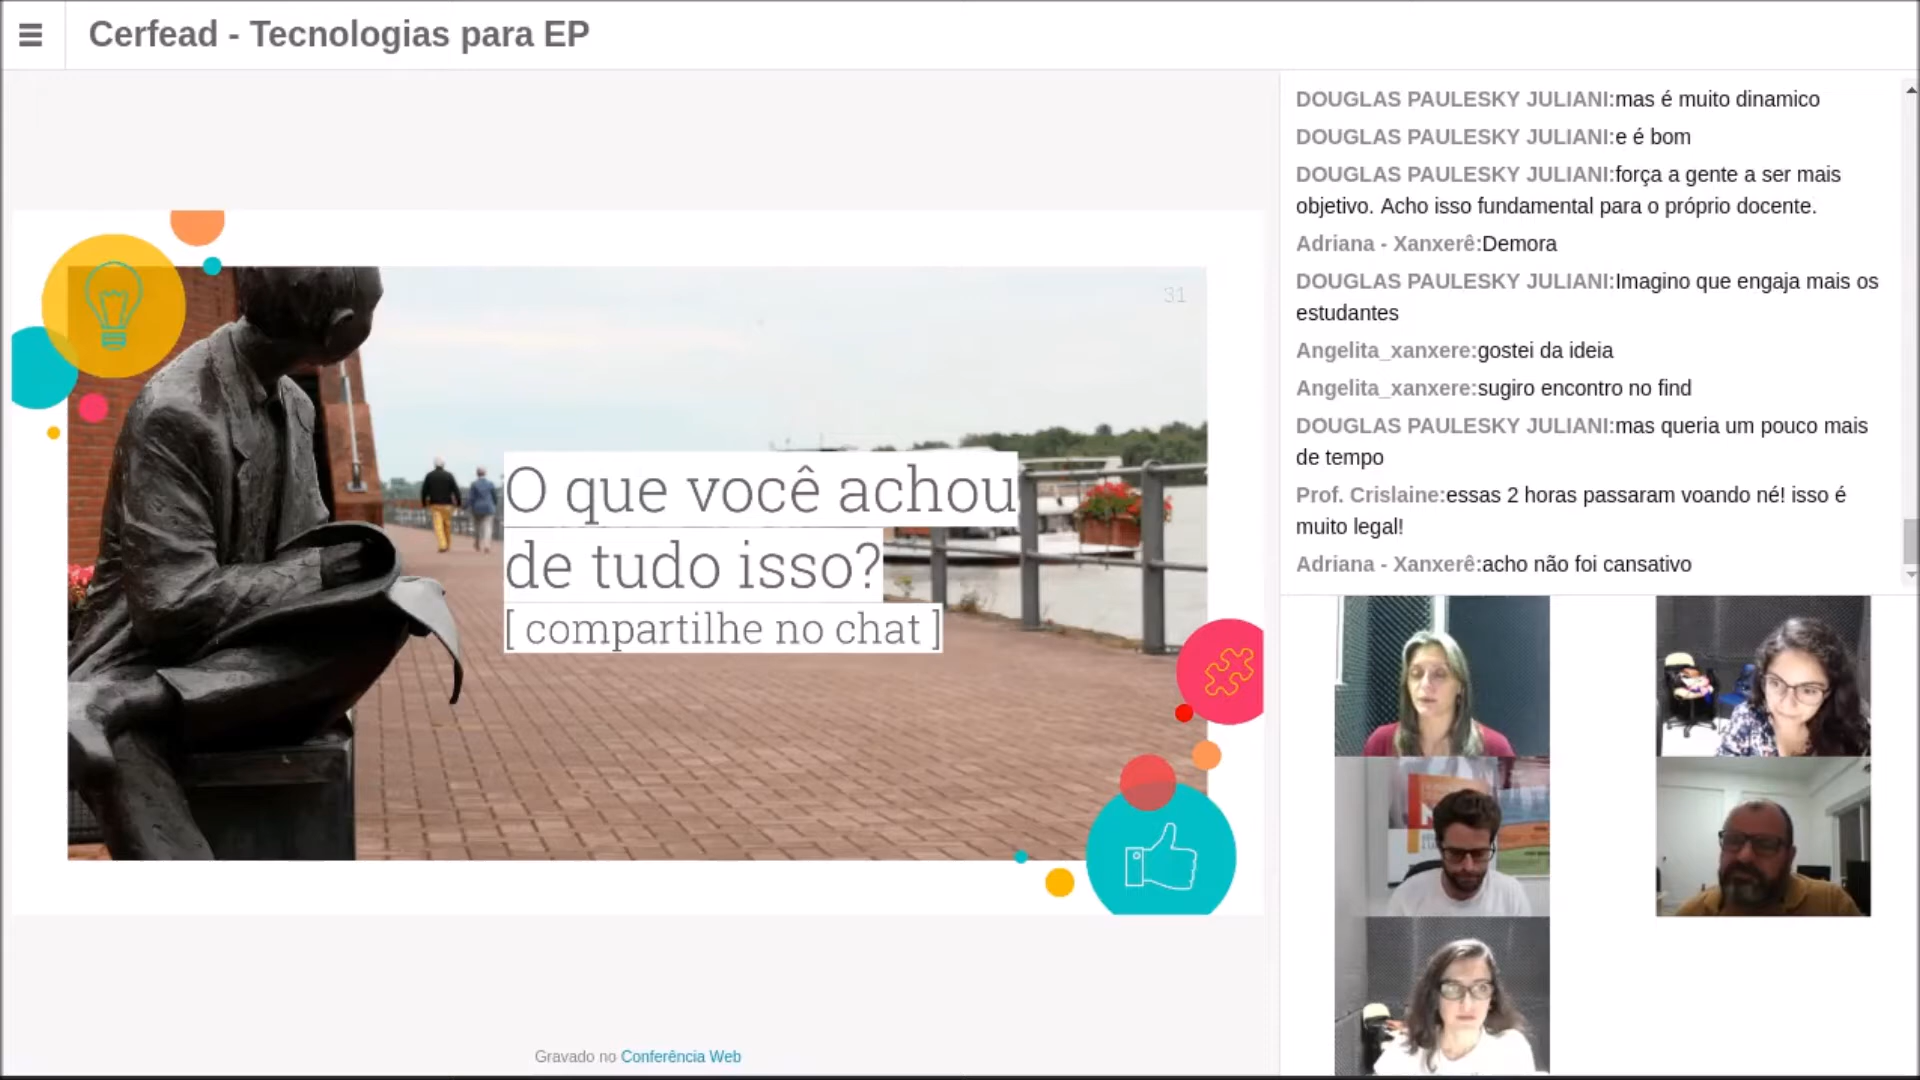 Cerfead - Tecnologias para EP
31
O que você achou
de tudo isso?
[ compartilhe no chat ]
Gravado no Conferência Web
DOUGLAS PAULESKY JULIANI:mas é muito dinamico
DOUGLAS PAULESKY JULIANI:e é bom
DOUGLAS PAULESKY JULIANI:força a gente a ser mais
objetivo. Acho isso fundamental para o próprio docente.
Adriana - Xanxerê:Demora
DOUGLAS PAULESKY JULIANI:Imagino que engaja mais os
estudantes
Angelita_xanxere:gostei da ideia
Angelita_xanxere:sugiro encontro no find
DOUGLAS PAULESKY JULIANI:mas queria um pouco mais
de tempo
Prof. Crislaine:essas 2 horas passaram voando né! isso é
muito legal!
Adriana - Xanxerê:acho não foi cansativo